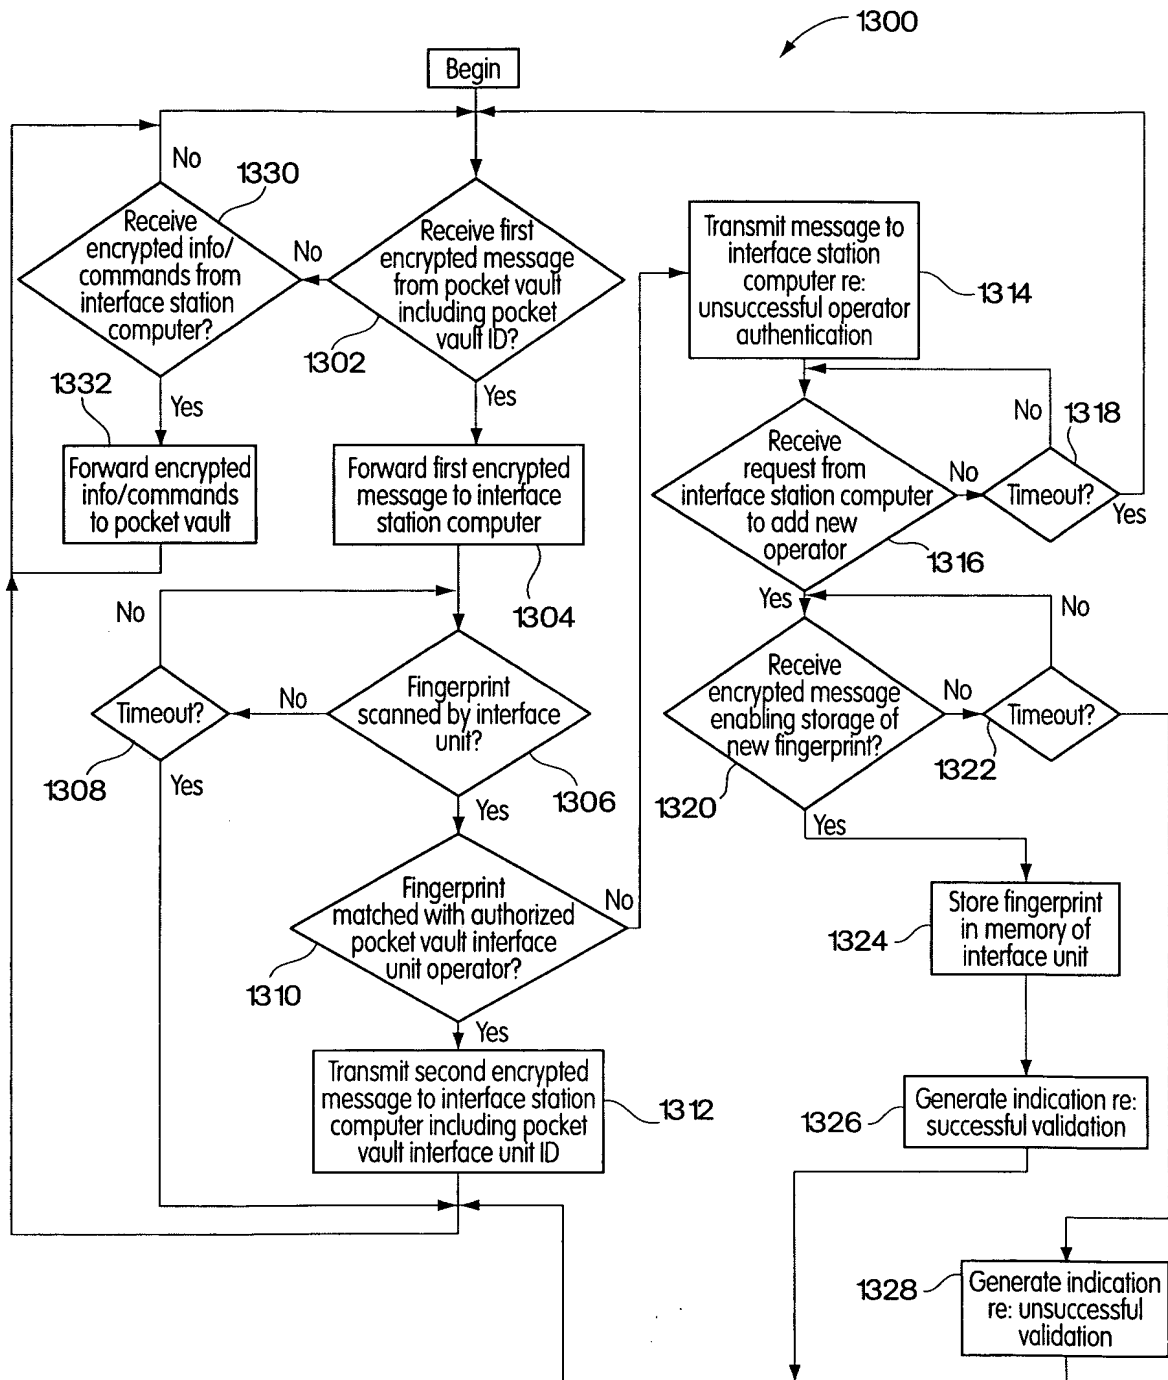 1300
Begin
No
1330
Receive
encrypted info/
commands from
interface station
computer?
No
Receive first
encrypted message
from pocket vault
including pocket
vault ID?
1302
Transmit message to
interface station
computer re:
unsuccessful operator
authentication
1314
1332
Yes
Yes
Forward encrypted
info/commands
to pocket vault
Forward first encrypted
message to interface
station computer
1304
No
1318
Receive
request from
interface station computer
to add new
operator
No
Timeout?
Yes
1316
No
Timeout?
No
Fingerprint
scanned by interface
unit?
1308
Yes
1306
Yes
Yes
No
Receive
encrypted message
enabling storage of
new fingerprint?
No
Timeout?
1322
1320
Yes
Fingerprint
matched with authorized
pocket vault interface
unit operator?
No
1310
Yes
Store fingerprint
in memory of
interface unit
1324
Transmit second encrypted
message to interface station
computer including pocket
vault interface unit ID
1312
Generate indication re:
successful validation
1326
Generate indication
re: unsuccessful
validation
1328